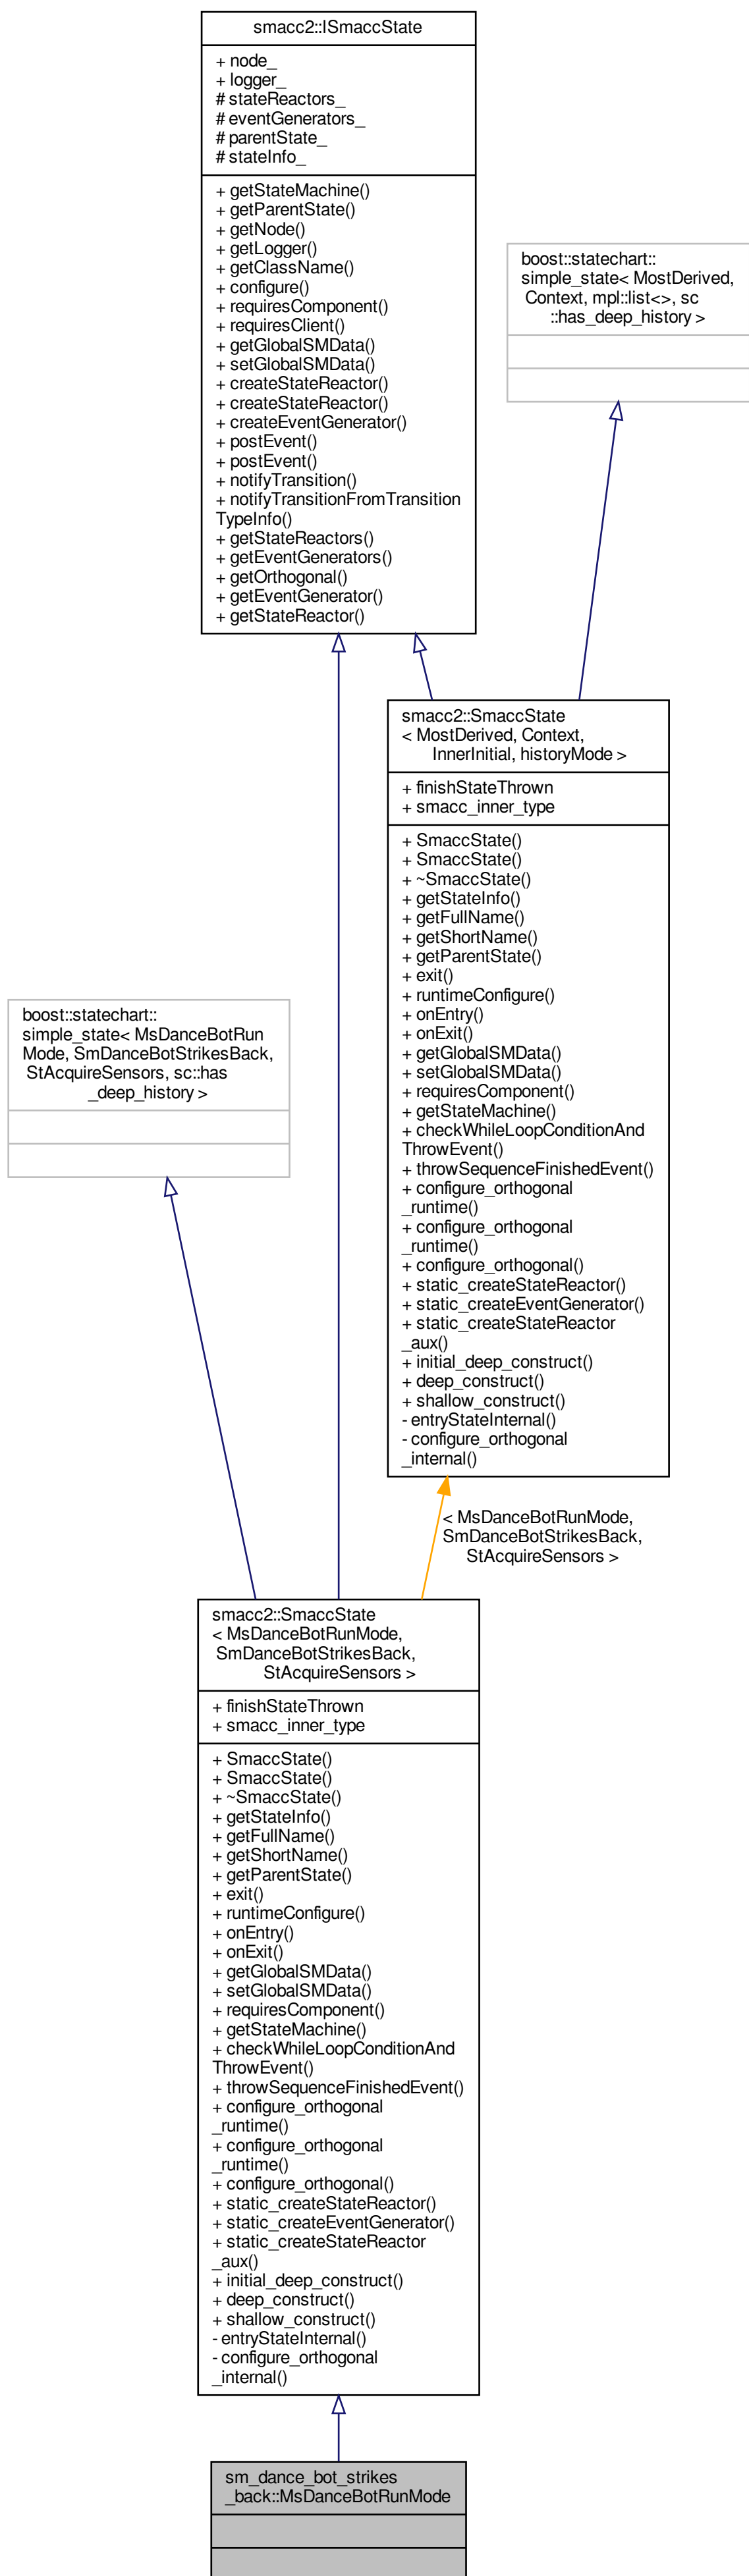 smacc2::ISmaccState
+ node_
+ logger_
# stateReactors_
# eventGenerators_
# parentState_
# stateInfo_
+ getStateMachine()
+ getParentState()
+ getNode()
+ getLogger()
+ getClassName()
+ configure()
+ requiresComponent()
+ requiresClient()
+ getGlobalSMData()
+ setGlobalSMData()
+ createStateReactor()
+ createStateReactor()
+ createEventGenerator()
+ postEvent()
+ postEvent()
+ notifyTransition()
+ notifyTransitionFromTransition
TypeInfo()
+ getStateReactors()
+ getEventGenerators()
+ getOrthogonal()
+ getEventGenerator()
+ getStateReactor()
boost::statechart::
simple_state< MostDerived,
Context, mpl::list<>, sc
::has_deep_history >
smacc2::SmaccState
< MostDerived, Context,
InnerInitial, historyMode >
+ finishStateThrown
+ smacc_inner_type
+ SmaccState()
+ SmaccState()
+ ~SmaccState()
+ getStateInfo()
+ getFullName()
+ getShortName()
+ getParentState()
+ exit()
+ runtimeConfigure()
+ onEntry()
+ onExit()
+ getGlobalSMData()
+ setGlobalSMData()
+ requiresComponent()
+ getStateMachine()
+ checkWhileLoopConditionAnd
ThrowEvent()
+ throwSequenceFinishedEvent()
+ configure_orthogonal
_runtime()
+ configure_orthogonal
_runtime()
+ configure_orthogonal()
+ static_createStateReactor()
+ static_createEventGenerator()
+ static_createStateReactor
_aux()
+ initial_deep_construct()
+ deep_construct()
+ shallow_construct()
- entryStateInternal()
- configure_orthogonal
_internal()
boost::statechart::
simple_state< MsDanceBotRun
Mode, SmDanceBotStrikesBack,
StAcquireSensors, sc::has
_deep_history >
< MsDanceBotRunMode,
SmDanceBotStrikesBack,
StAcquireSensors >
smacc2::SmaccState
< MsDanceBotRunMode,
SmDanceBotStrikesBack,
StAcquireSensors >
+ finishStateThrown
+ smacc_inner_type
+ SmaccState()
+ SmaccState()
+ ~SmaccState()
+ getStateInfo()
+ getFullName()
+ getShortName()
+ getParentState()
+ exit()
+ runtimeConfigure()
+ onEntry()
+ onExit()
+ getGlobalSMData()
+ setGlobalSMData()
+ requiresComponent()
+ getStateMachine()
+ checkWhileLoopConditionAnd
ThrowEvent()
+ throwSequenceFinishedEvent()
+ configure_orthogonal
_runtime()
+ configure_orthogonal
_runtime()
+ configure_orthogonal()
+ static_createStateReactor()
+ static_createEventGenerator()
+ static_createStateReactor
_aux()
+ initial_deep_construct()
+ deep_construct()
+ shallow_construct()
- entryStateInternal()
- configure_orthogonal
_internal()
sm_dance_bot_strikes
_back::MsDanceBotRunMode